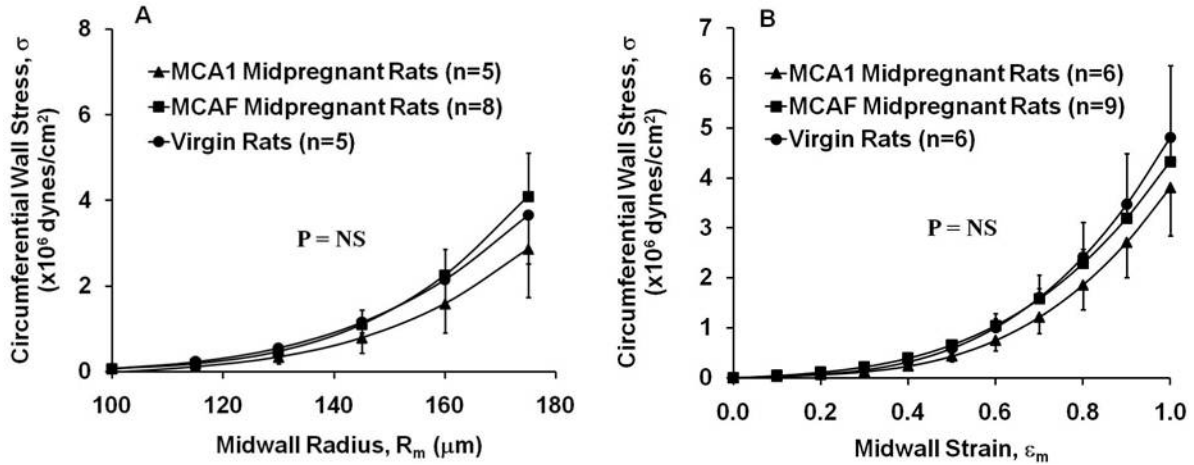 A
Circumferential Wall Stress, σ
(x10⁶ dynes/cm²)
8
6
4
2
0
MCA1 Midpregnant Rats (n=5)
MCAF Midpregnant Rats (n=8)
Virgin Rats (n=5)
P = NS
100 120 140 160 180
Midwall Radius, Rₘ (μm)
B
Circumferential Wall Stress, σ
(x10⁶ dynes/cm²)
7
6
5
4
3
2
1
0
MCA1 Midpregnant Rats (n=6)
MCAF Midpregnant Rats (n=9)
Virgin Rats (n=6)
P = NS
0.0 0.2 0.4 0.6 0.8 1.0
Midwall Strain, εₘ